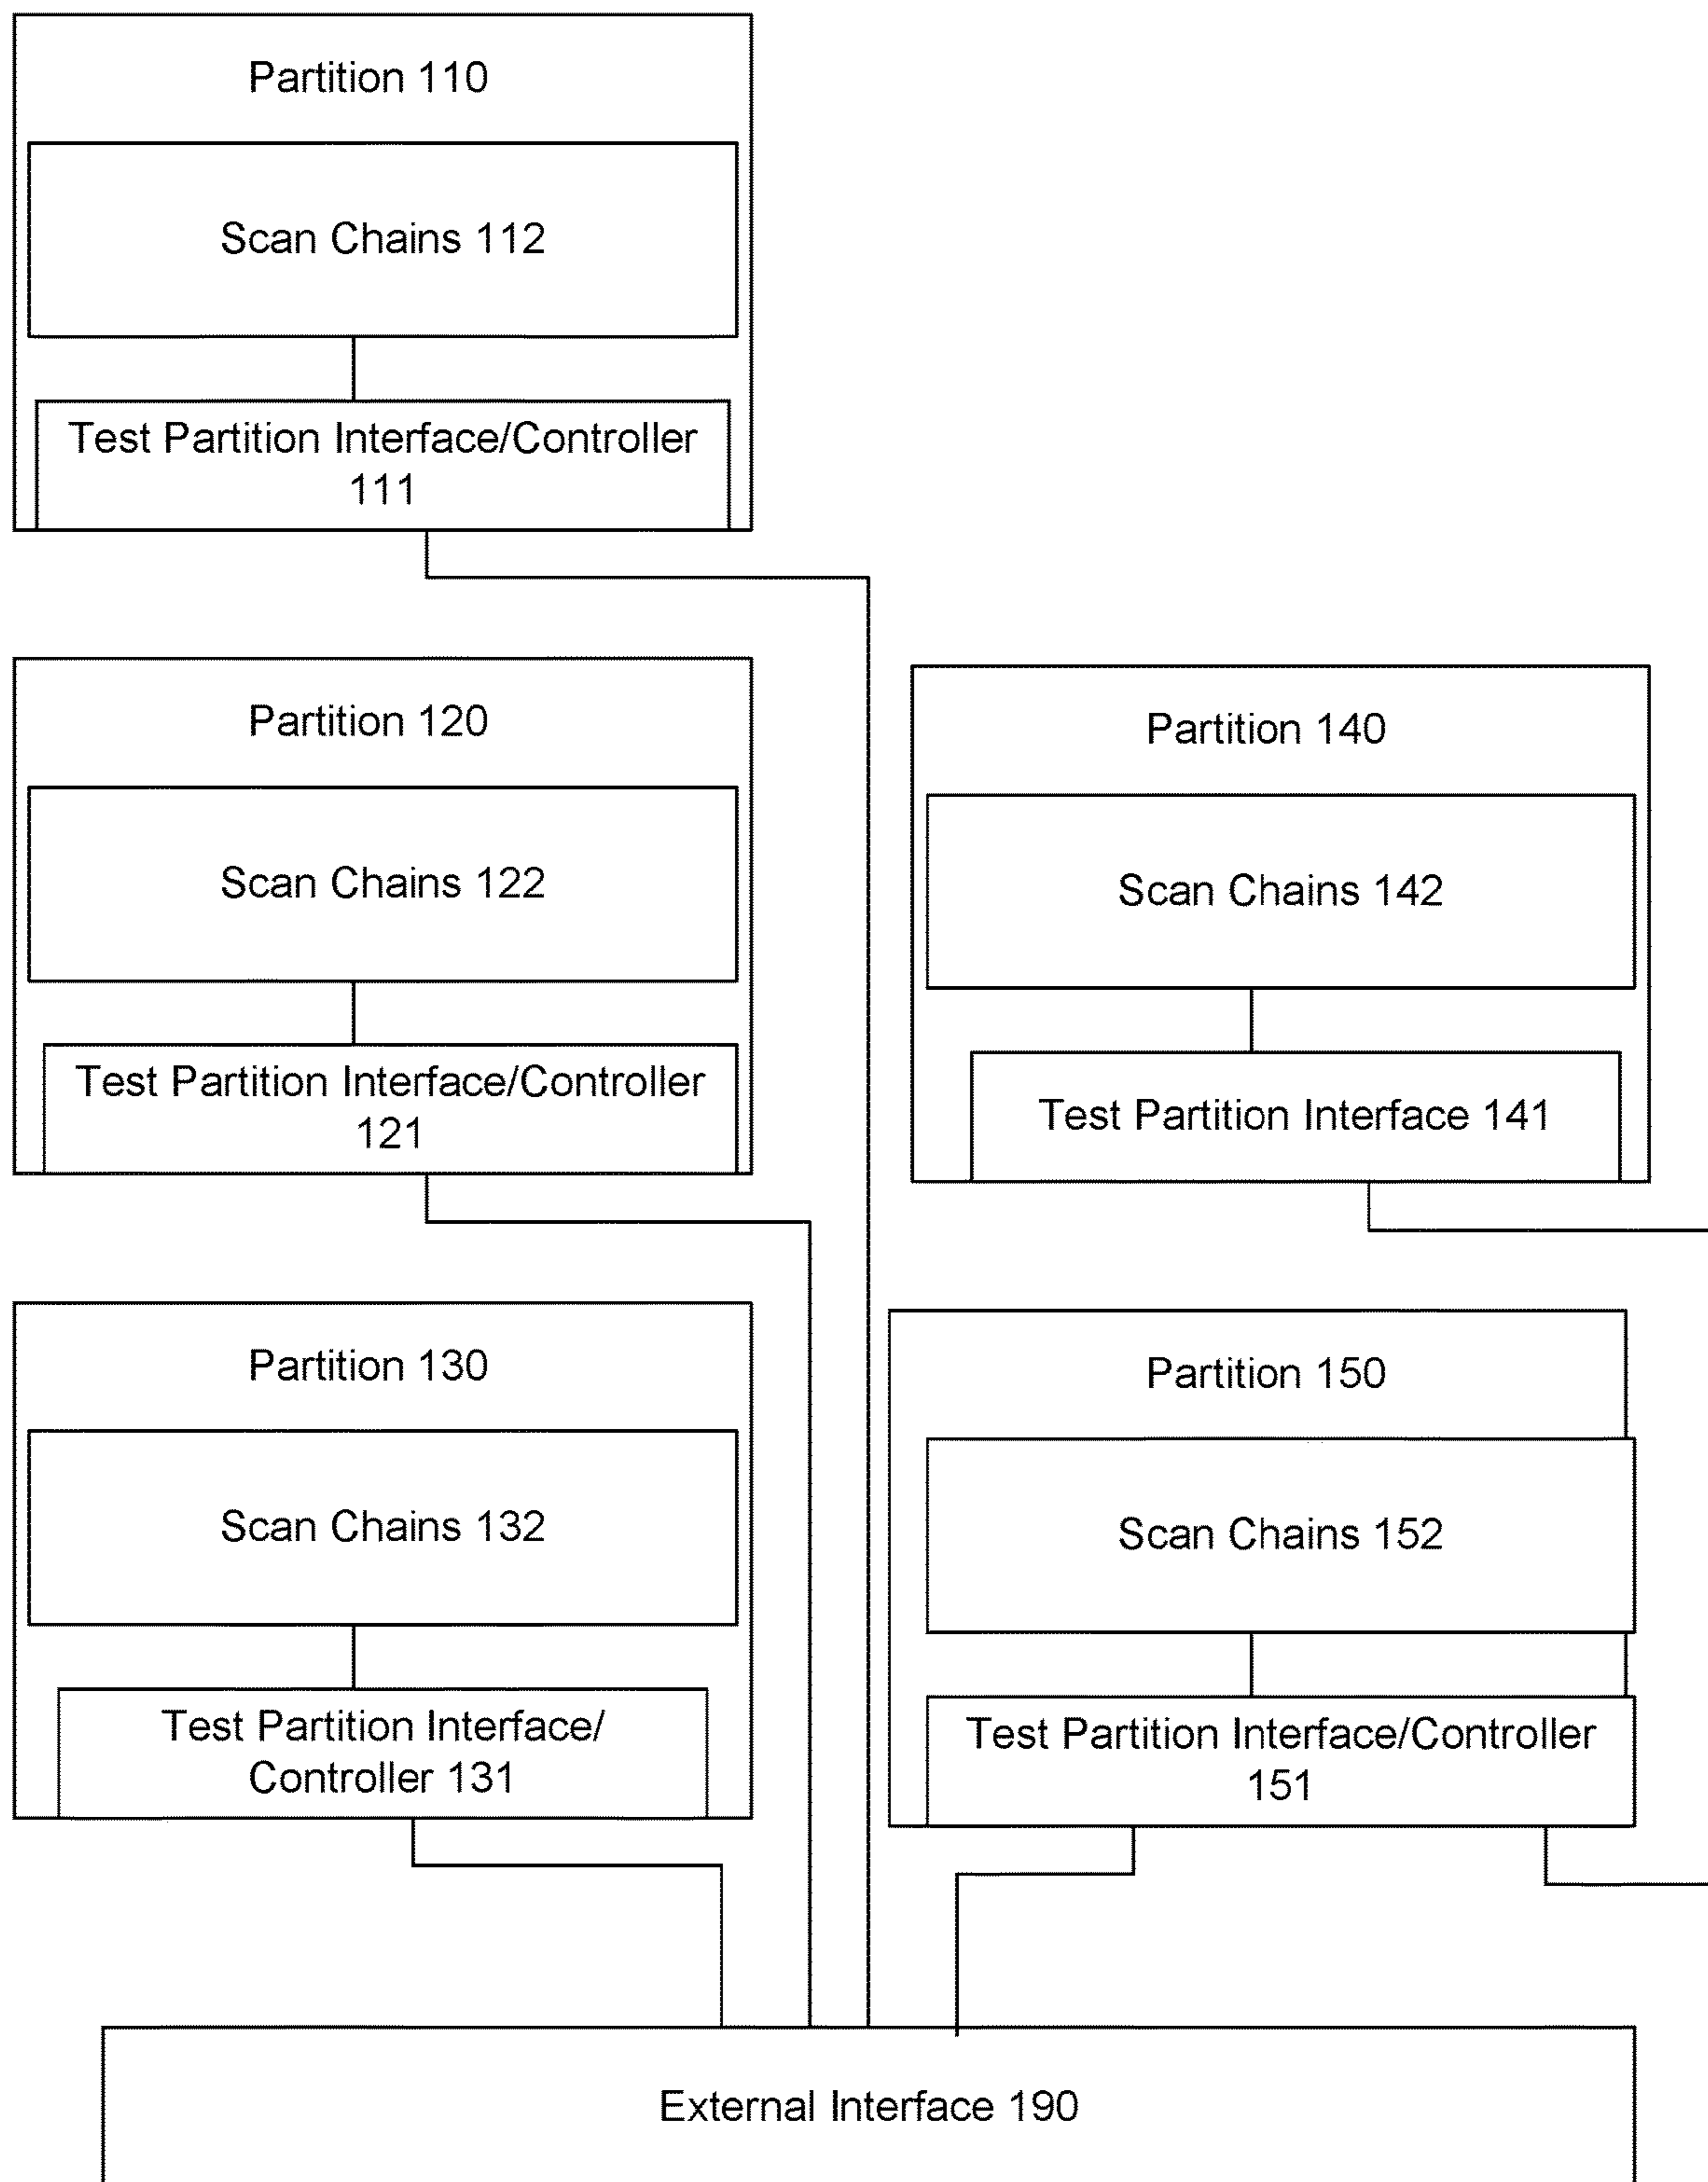 Partition 110
Scan Chains 112
Test Partition Interface/Controller
111
Partition 120
Scan Chains 122
Test Partition Interface/Controller
121
Partition 130
Scan Chains 132
Test Partition Interface/
Controller 131
Partition 140
Scan Chains 142
Test Partition Interface 141
Partition 150
Scan Chains 152
Test Partition Interface/Controller
151
External Interface 190